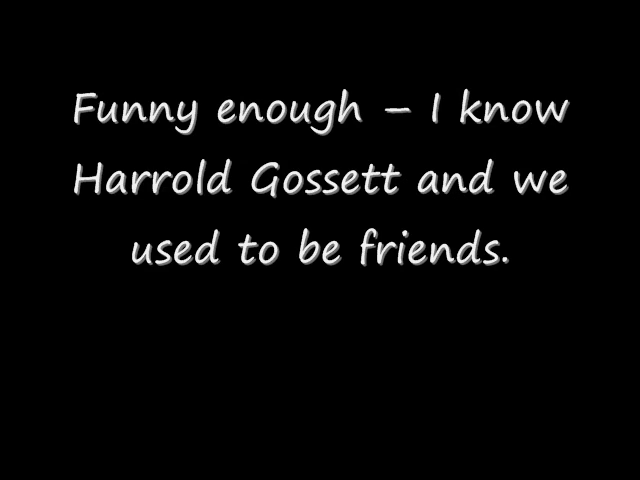 Funny enough – I know
Harrold Gossett and we
used to be friends.